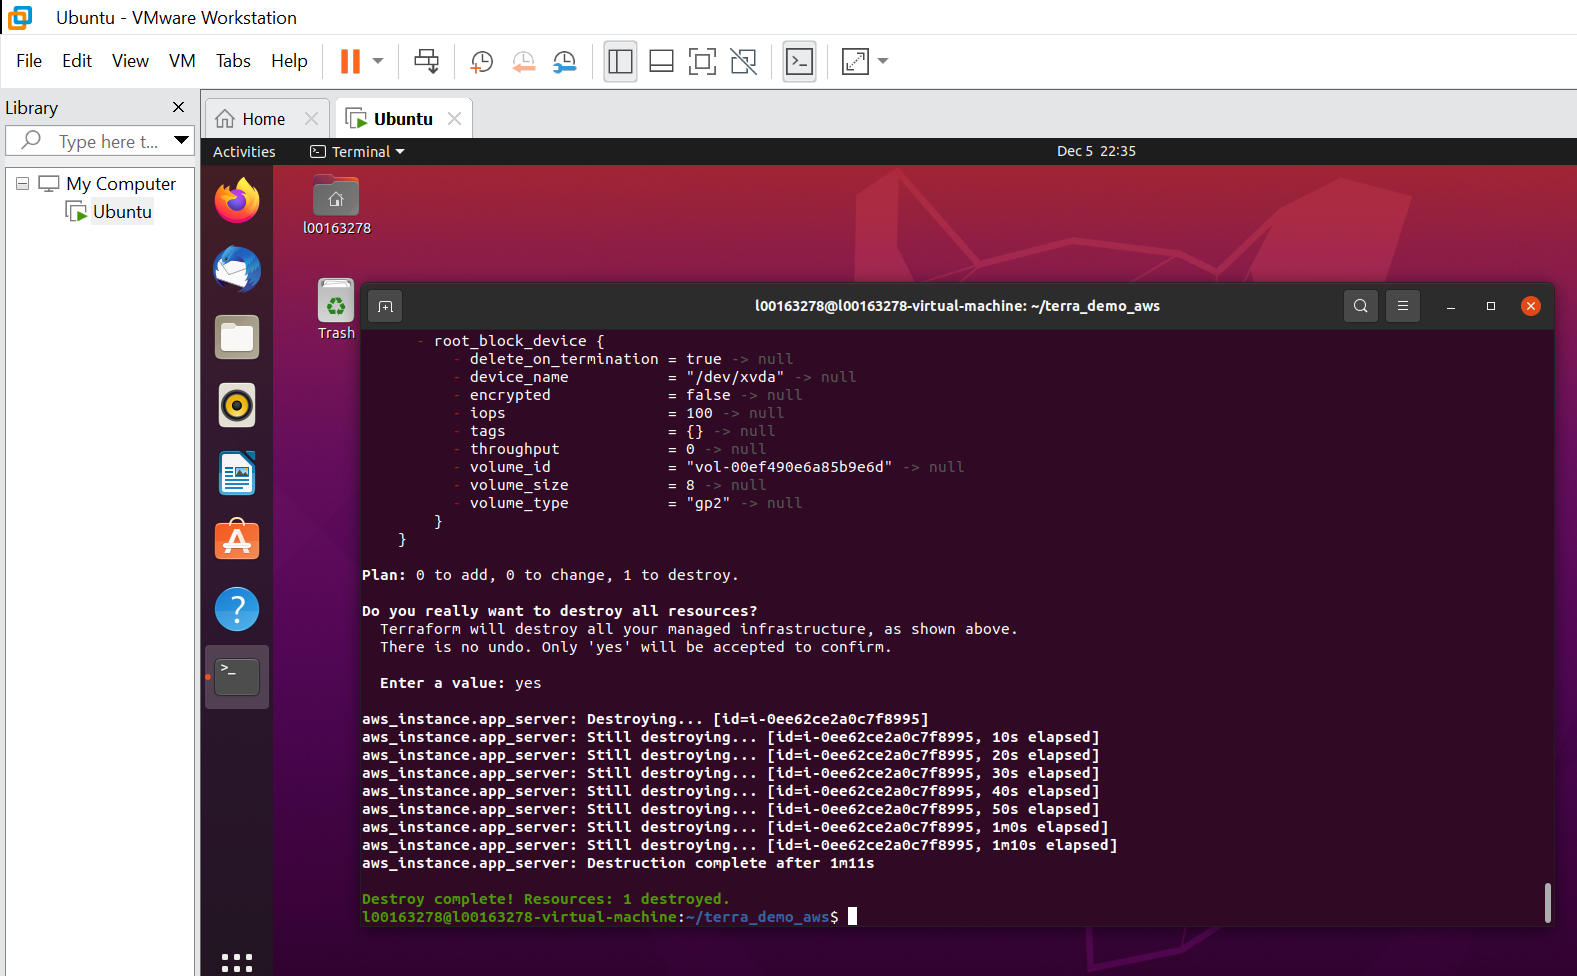 Ubuntu - VMware Workstation
File Edit View VM Tabs Help
Library
Type here t...
My Computer
Ubuntu
Home
Ubuntu
Activities
Terminal
Dec 5 22:35
l00163278
Trash
l00163278@l00163278-virtual-machine: ~/terra_demo_aws
- root_block_device {
- delete_on_termination = true -> null
- device_name = "/dev/xvda" -> null
- encrypted = false -> null
- iops = 100 -> null
- tags = {} -> null
- throughput = 0 -> null
- volume_id = "vol-00ef490e6a85b9e6d" -> null
- volume_size = 8 -> null
- volume_type = "gp2" -> null
}
}
Plan: 0 to add, 0 to change, 1 to destroy.
Do you really want to destroy all resources?
Terraform will destroy all your managed infrastructure, as shown above.
There is no undo. Only 'yes' will be accepted to confirm.
Enter a value: yes
aws_instance.app_server: Destroying... [id=i-0ee62ce2a0c7f8995]
aws_instance.app_server: Still destroying... [id=i-0ee62ce2a0c7f8995, 10s elapsed]
aws_instance.app_server: Still destroying... [id=i-0ee62ce2a0c7f8995, 20s elapsed]
aws_instance.app_server: Still destroying... [id=i-0ee62ce2a0c7f8995, 30s elapsed]
aws_instance.app_server: Still destroying... [id=i-0ee62ce2a0c7f8995, 40s elapsed]
aws_instance.app_server: Still destroying... [id=i-0ee62ce2a0c7f8995, 50s elapsed]
aws_instance.app_server: Still destroying... [id=i-0ee62ce2a0c7f8995, 1m0s elapsed]
aws_instance.app_server: Still destroying... [id=i-0ee62ce2a0c7f8995, 1m10s elapsed]
aws_instance.app_server: Destruction complete after 1m11s
Destroy complete! Resources: 1 destroyed.
l00163278@l00163278-virtual-machine:~/terra_demo_aws$